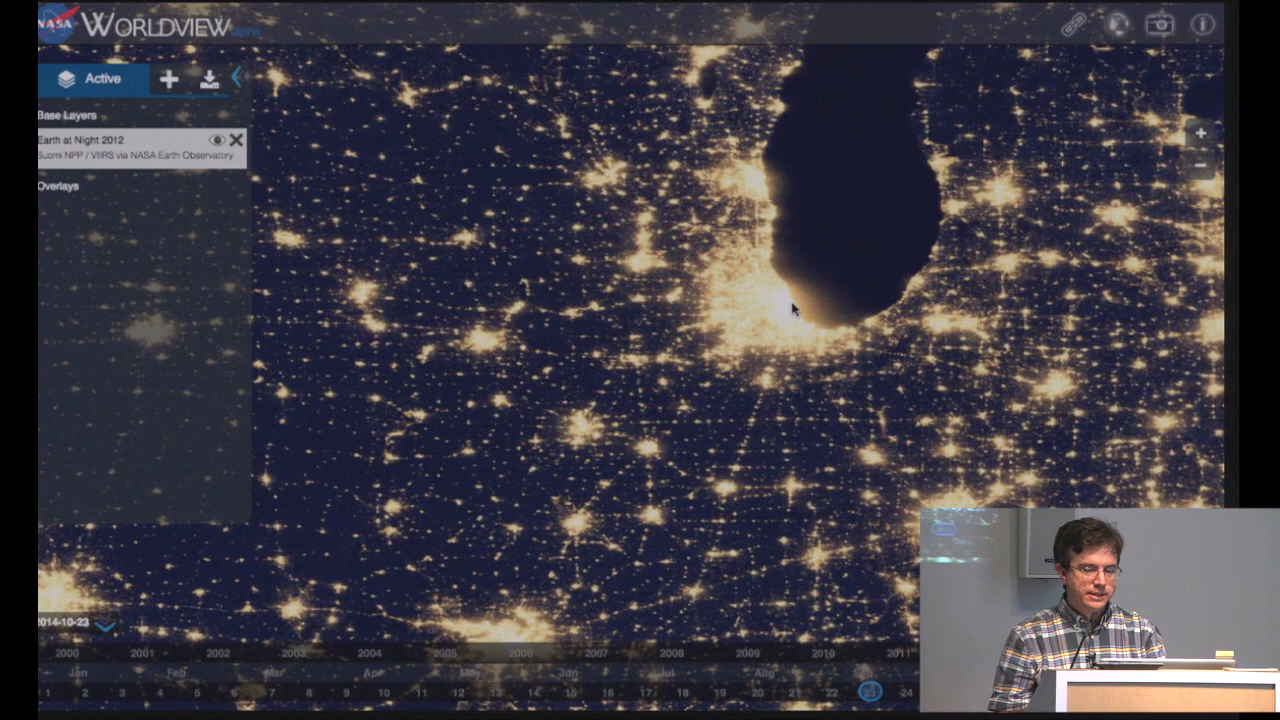 NASA WORLDVIEW alpha
Active
Base Layers
Earth at Night 2012
Suomi NPP / VIIRS via NASA Earth Observatory
Overlays
2014-10-23
2000 2001 2002 2003 2004 2005 2006 2007 2008 2009 2010 2011
Jan Feb Mar Apr May Jun Jul Aug
1 2 3 4 5 6 7 8 9 10 11 12 13 14 15 16 17 18 19 20 21 22 23 24